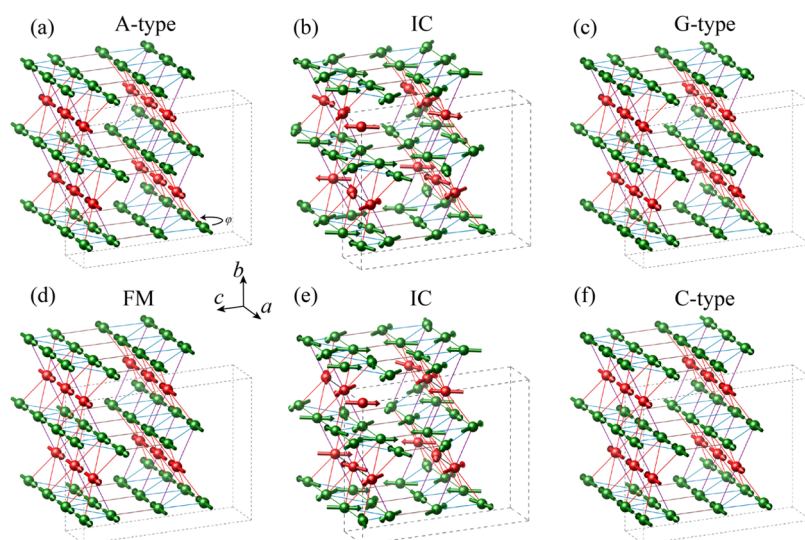 (a) A-type
(b) IC
(c) G-type
φ
(d) FM
b
c
a
(e) IC
(f) C-type